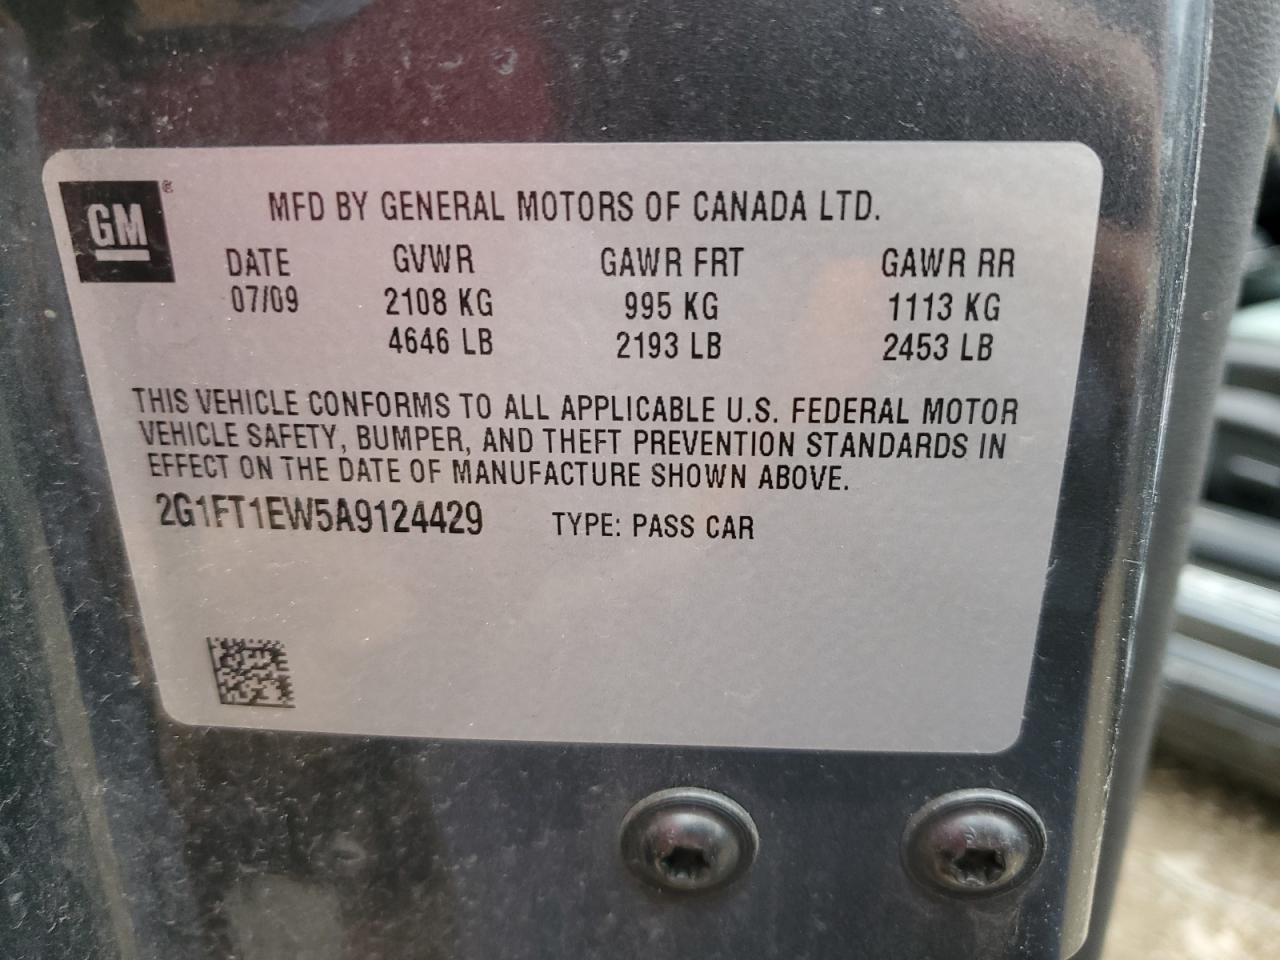 GM®
MFD BY GENERAL MOTORS OF CANADA LTD.
DATE GVWR GAWR FRT GAWR RR
07/09 2108 KG 995 KG 1113 KG
4646 LB 2193 LB 2453 LB
THIS VEHICLE CONFORMS TO ALL APPLICABLE U.S. FEDERAL MOTOR
VEHICLE SAFETY, BUMPER, AND THEFT PREVENTION STANDARDS IN
EFFECT ON THE DATE OF MANUFACTURE SHOWN ABOVE.
2G1FT1EW5A9124429 TYPE: PASS CAR